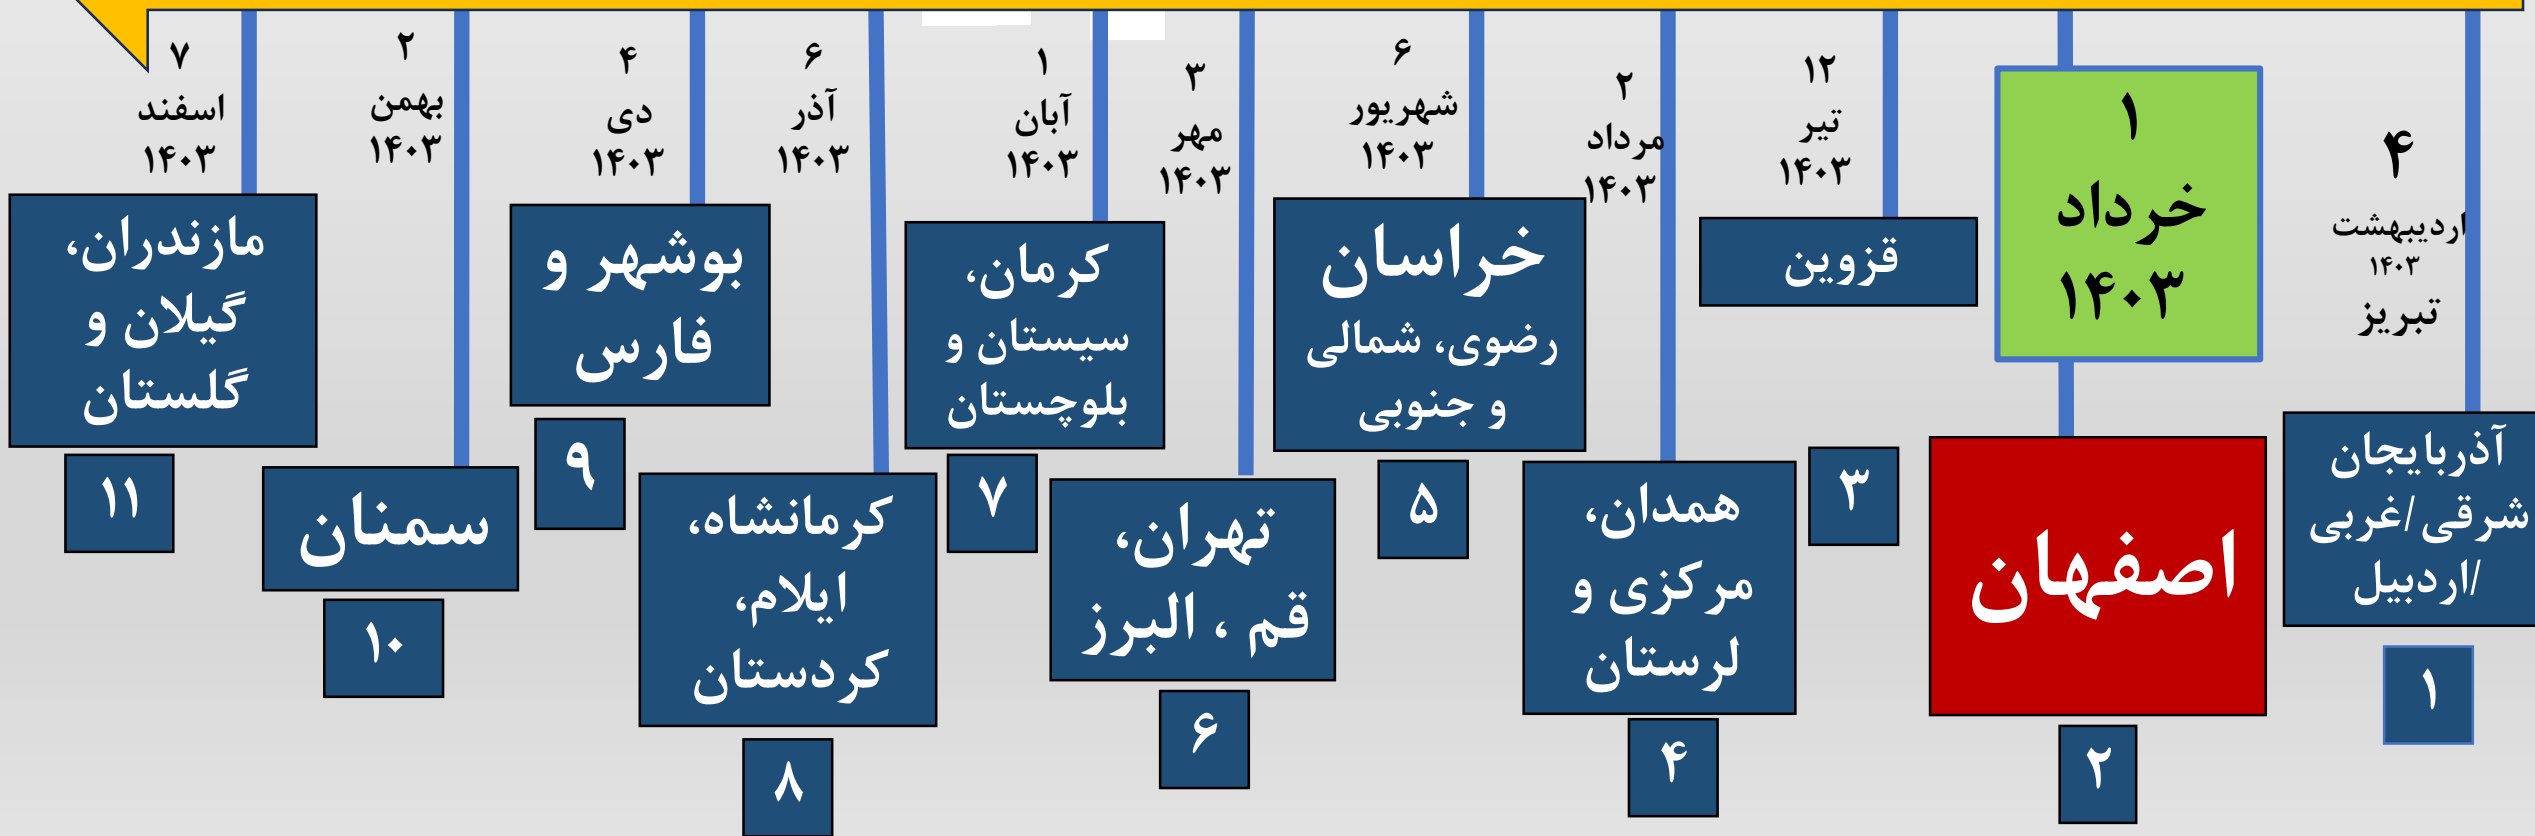 ۴
اردیبهشت
۱۴۰۳
تبریز
آذربایجان
شرقی/غربی
/اردبیل
۱
۱
خرداد
۱۴۰۳
اصفهان
۲
۱۲
تیر
۱۴۰۳
قزوین
۳
۲
مرداد
۱۴۰۳
همدان،
مرکزی و
لرستان
۴
۶
شهریور
۱۴۰۳
خراسان
رضوی، شمالی
و جنوبی
۵
۳
مهر
۱۴۰۳
تهران،
قم ، البرز
۶
۱
آبان
۱۴۰۳
کرمان،
سیستان و
بلوچستان
۷
۶
آذر
۱۴۰۳
کرمانشاه،
ایلام،
کردستان
۸
۴
دی
۱۴۰۳
بوشهر و
فارس
۹
۲
بهمن
۱۴۰۳
سمنان
۱۰
۷
اسفند
۱۴۰۳
مازندران،
گیلان و
گلستان
۱۱